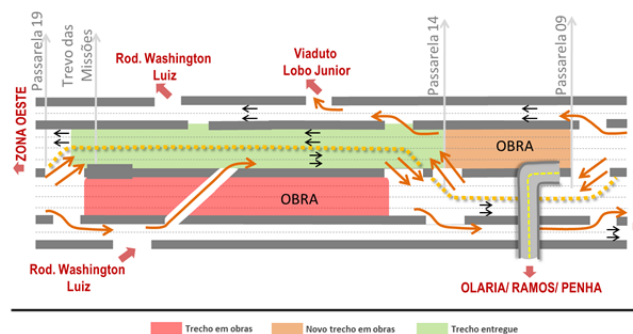 Passarela 19
Trevo das
Missões
Rod. Washington
Luiz
Viaduto
Lobo Junior
Passarela 14
Passarela 09
ZONA OESTE
OBRA
OBRA
Rod. Washington
Luiz
OLARIA/ RAMOS/ PENHA
Trecho em obras
Novo trecho em obras
Trecho entregue